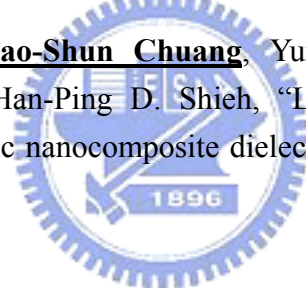 ao-Shun Chuang, Yu
Han-Ping D. Shieh, “L
c nanocomposite dielec
1896